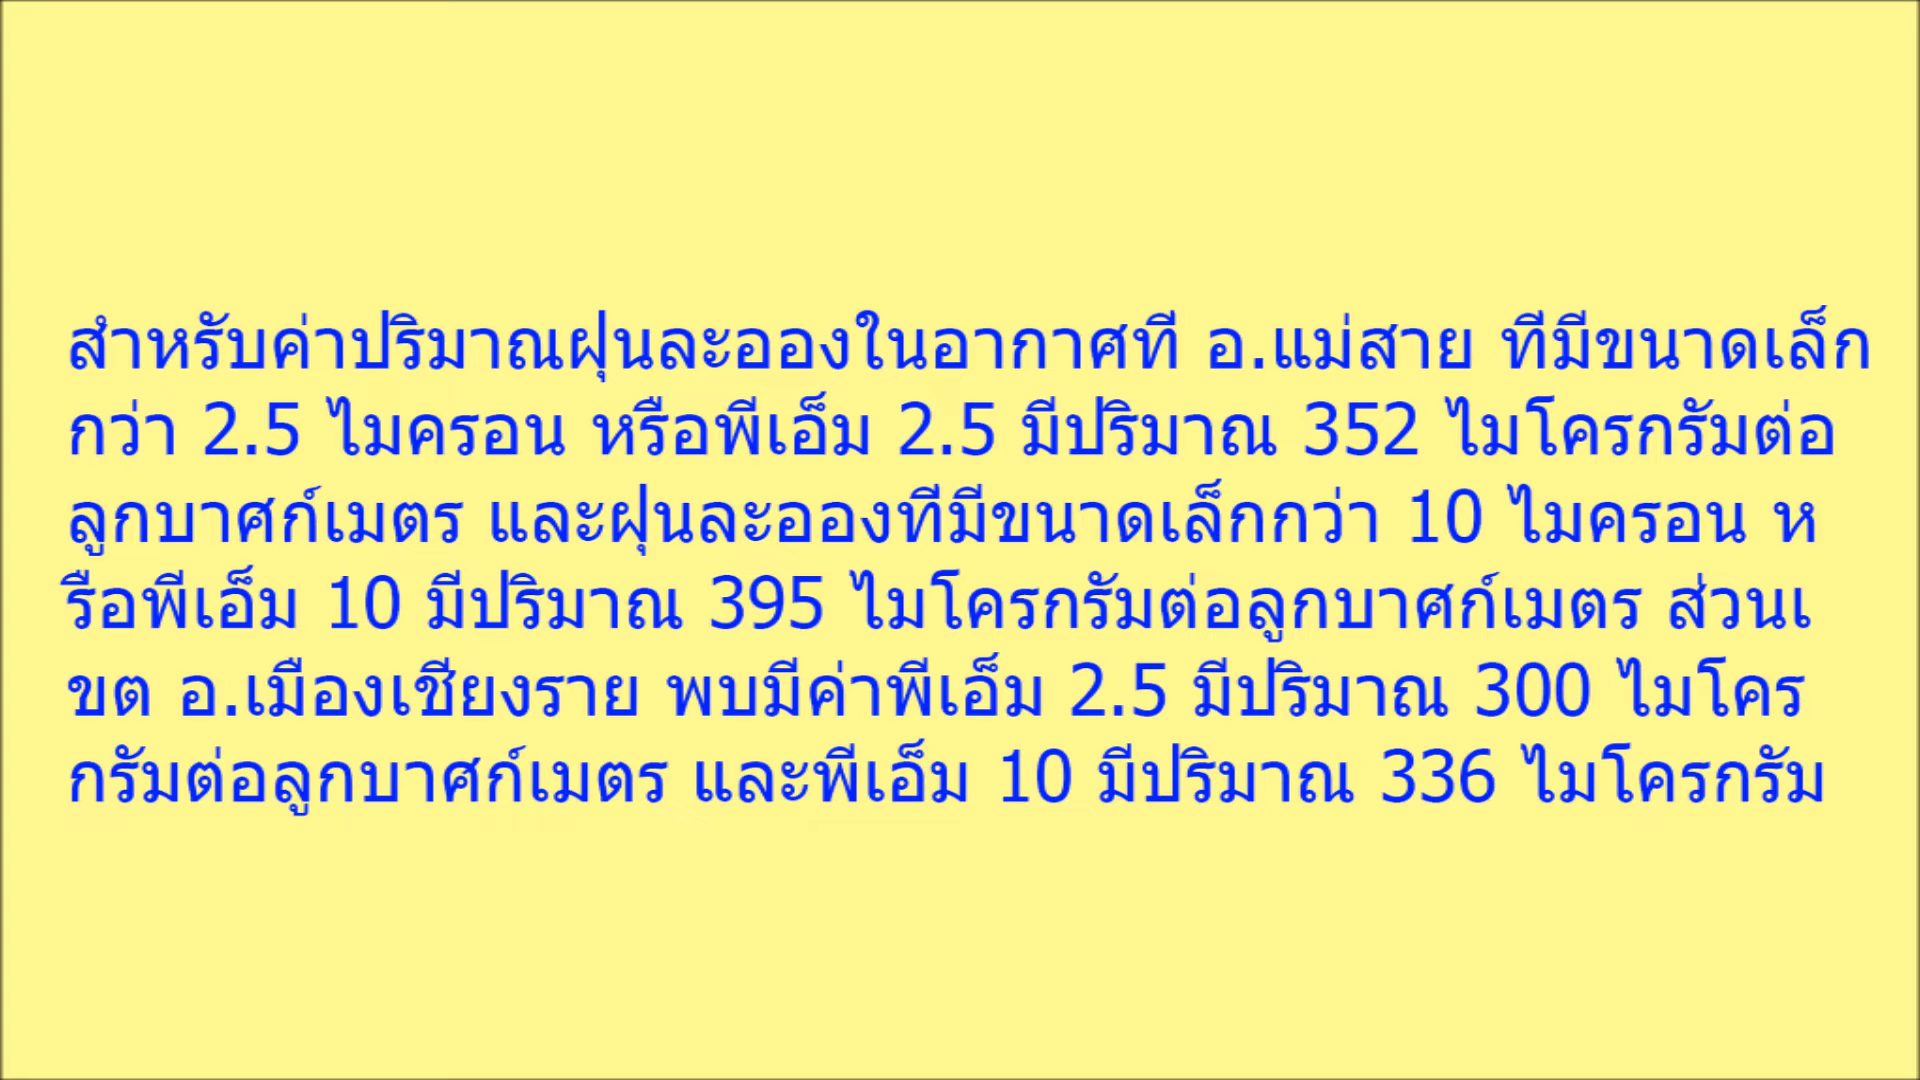 สำหรับค่าปริมาณฝุ่นละอองในอากาศที่ อ.แม่สาย ที่มีขนาดเล็ก
กว่า 2.5 ไมครอน หรือพีเอ็ม 2.5 มีปริมาณ 352 ไมโครกรัมต่อ
ลูกบาศก์เมตร และฝุ่นละอองที่มีขนาดเล็กกว่า 10 ไมครอน ห
รือพีเอ็ม 10 มีปริมาณ 395 ไมโครกรัมต่อลูกบาศก์เมตร ส่วนเ
ขต อ.เมืองเชียงราย พบมีค่าพีเอ็ม 2.5 มีปริมาณ 300 ไมโคร
กรัมต่อลูกบาศก์เมตร และพีเอ็ม 10 มีปริมาณ 336 ไมโครกรัม